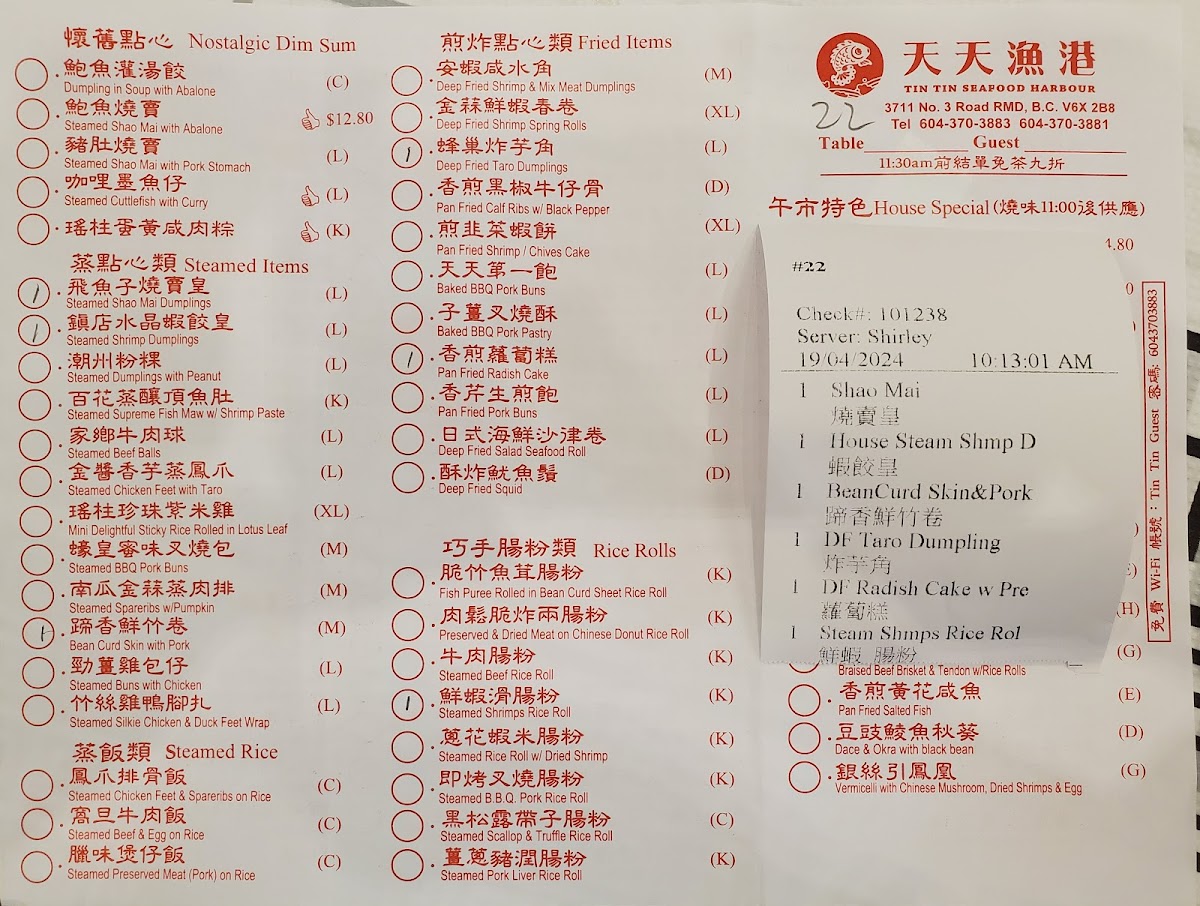 懷舊點心 Nostalgic Dim Sum
鮑魚灌湯餃 (C)
Dumpling in Soup with Abalone
鮑魚燒賣 $12.80
Steamed Shao Mai with Abalone
豬肚燒賣 (L)
Steamed Shao Mai with Pork Stomach
咖哩墨魚仔 (L)
Steamed Cuttlefish with Curry
瑤柱蛋黃咸肉粽 (K)
蒸點心類 Steamed Items
1 飛魚子燒賣皇 (L)
Steamed Shao Mai Dumplings
1 鎮店水晶蝦餃皇 (L)
Steamed Shrimp Dumplings
潮州粉粿 (L)
Steamed Dumplings with Peanut
百花蒸釀頂魚肚 (K)
Steamed Supreme Fish Maw w/ Shrimp Paste
家鄉牛肉球 (L)
Steamed Beef Balls
金醬香芋蒸鳳爪 (L)
Steamed Chicken Feet with Taro
瑤柱珍珠紫米雞 (XL)
Mini Delightful Sticky Rice Rolled in Lotus Leaf
蠔皇蜜味叉燒包 (M)
Steamed BBQ Pork Buns
南瓜金蒜蒸肉排 (M)
Steamed Spareribs w/Pumpkin
1 蹄香鮮竹卷 (M)
Bean Curd Skin with Pork
勁薑雞包仔 (L)
Steamed Buns with Chicken
竹絲雞鴨腳扎 (L)
Steamed Silkie Chicken & Duck Feet Wrap
蒸飯類 Steamed Rice
鳳爪排骨飯 (C)
Steamed Chicken Feet & Spareribs on Rice
窩旦牛肉飯 (C)
Steamed Beef & Egg on Rice
臘味煲仔飯 (C)
Steamed Preserved Meat (Pork) on Rice
煎炸點心類 Fried Items
安蝦咸水角 (M)
Deep Fried Shrimp & Mix Meat Dumplings
金蒜鮮蝦春卷 (XL)
Deep Fried Shrimp Spring Rolls
1 蜂巢炸芋角 (L)
Deep Fried Taro Dumplings
香煎黑椒牛仔骨 (D)
Pan Fried Calf Ribs w/ Black Pepper
煎韭菜蝦餅 (XL)
Pan Fried Shrimp / Chives Cake
天天第一飽 (L)
Baked BBQ Pork Buns
子薑叉燒酥 (L)
Baked BBQ Pork Pastry
1 香煎蘿蔔糕 (L)
Pan Fried Radish Cake
香芹生煎飽 (L)
Pan Fried Pork Buns
日式海鮮沙律卷 (L)
Deep Fried Salad Seafood Roll
酥炸魷魚鬚 (D)
Deep Fried Squid
巧手腸粉類 Rice Rolls
脆竹魚茸腸粉 (K)
Fish Puree Rolled in Bean Curd Sheet Rice Roll
肉鬆脆炸兩腸粉 (K)
Preserved & Dried Meat on Chinese Donut Rice Roll
牛肉腸粉 (K)
Steamed Beef Rice Roll
1 鮮蝦滑腸粉 (K)
Steamed Shrimps Rice Roll
蔥花蝦米腸粉 (K)
Steamed Rice Roll w/ Dried Shrimp
即烤叉燒腸粉 (K)
Steamed B.B.Q. Pork Rice Roll
黑松露帶子腸粉 (C)
Steamed Scallop & Truffle Rice Roll
薑蔥豬潤腸粉 (K)
Steamed Pork Liver Rice Roll
天天漁港
TIN TIN SEAFOOD HARBOUR
3711 No. 3 Road RMD, B.C. V6X 2B8
Tel 604-370-3883 604-370-3881
22
Table Guest
11:30am前結單免茶九折
午市特色House Special (燒味11:00後供應)
4.80
#22
Check#: 101238
Server: Shirley
19/04/2024 10:13:01 AM
1 Shao Mai
燒賣皇
1 House Steam Shmp D
蝦餃皇
1 BeanCurd Skin&Pork
蹄香鮮竹卷
1 DF Taro Dumpling
炸芋角
1 DF Radish Cake w Pre
蘿蔔糕
1 Steam Shmps Rice Rol
鮮蝦 腸粉
(H)
(G)
Braised Beef Brisket & Tendon w/Rice Rolls
香煎黃花咸魚 (E)
Pan Fried Salted Fish
豆豉鯪魚秋葵 (D)
Dace & Okra with black bean
銀絲引鳳凰 (G)
Vermicelli with Chinese Mushroom, Dried Shrimps & Egg
免費 Wi-Fi 帳號：Tin Tin Guest 密碼: 6043703883